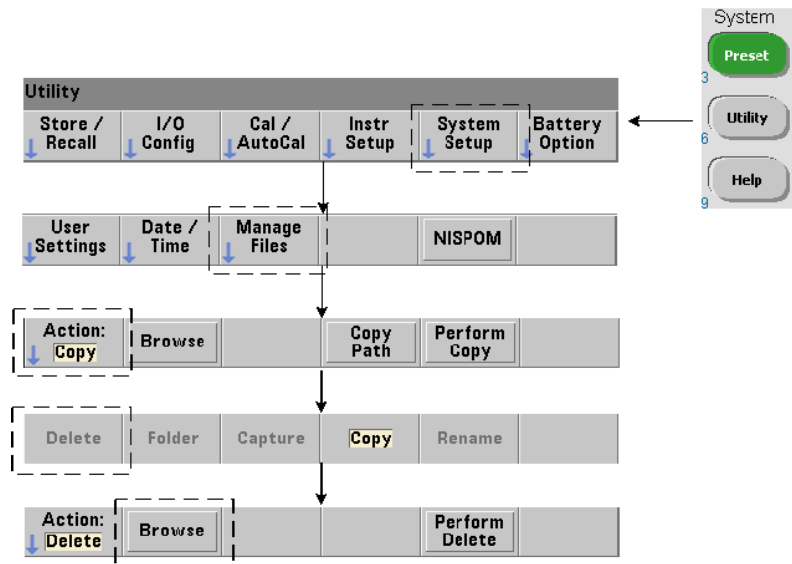 System
Preset
3
Utility
6
Help
9
Utility
Store / Recall
I/O Config
Cal / AutoCal
Instr Setup
System Setup
Battery Option
User Settings
Date / Time
Manage Files
NISPOM
Action: Copy
Browse
Copy Path
Perform Copy
Delete
Folder
Capture
Copy
Rename
Action: Delete
Browse
Perform Delete